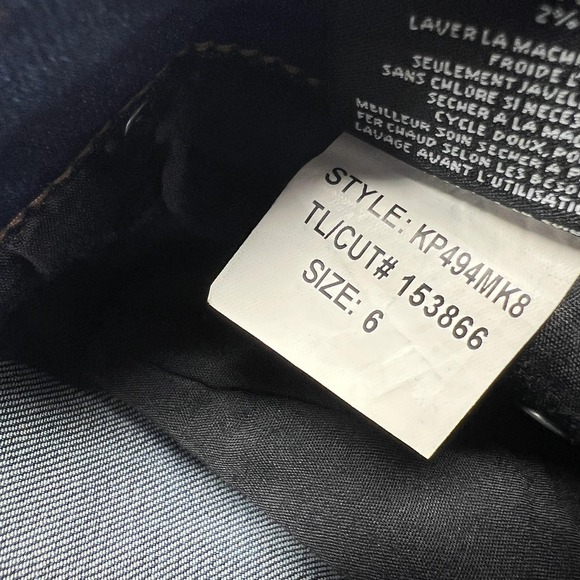 2%
LAVER LA MACHI
FROIDE L
SEULEMENT JAVEL
SANS CHLORE SI NÉCES
SÉCHER À LA MA
CYCLE DOUX, PO
MEILLEUR SOIN SÉCHER À
FER CHAUD SELON LES BESO
LAVAGE AVANT L'UTILISATI
STYLE: KP494MK8
TL/CUT# 153866
SIZE: 6